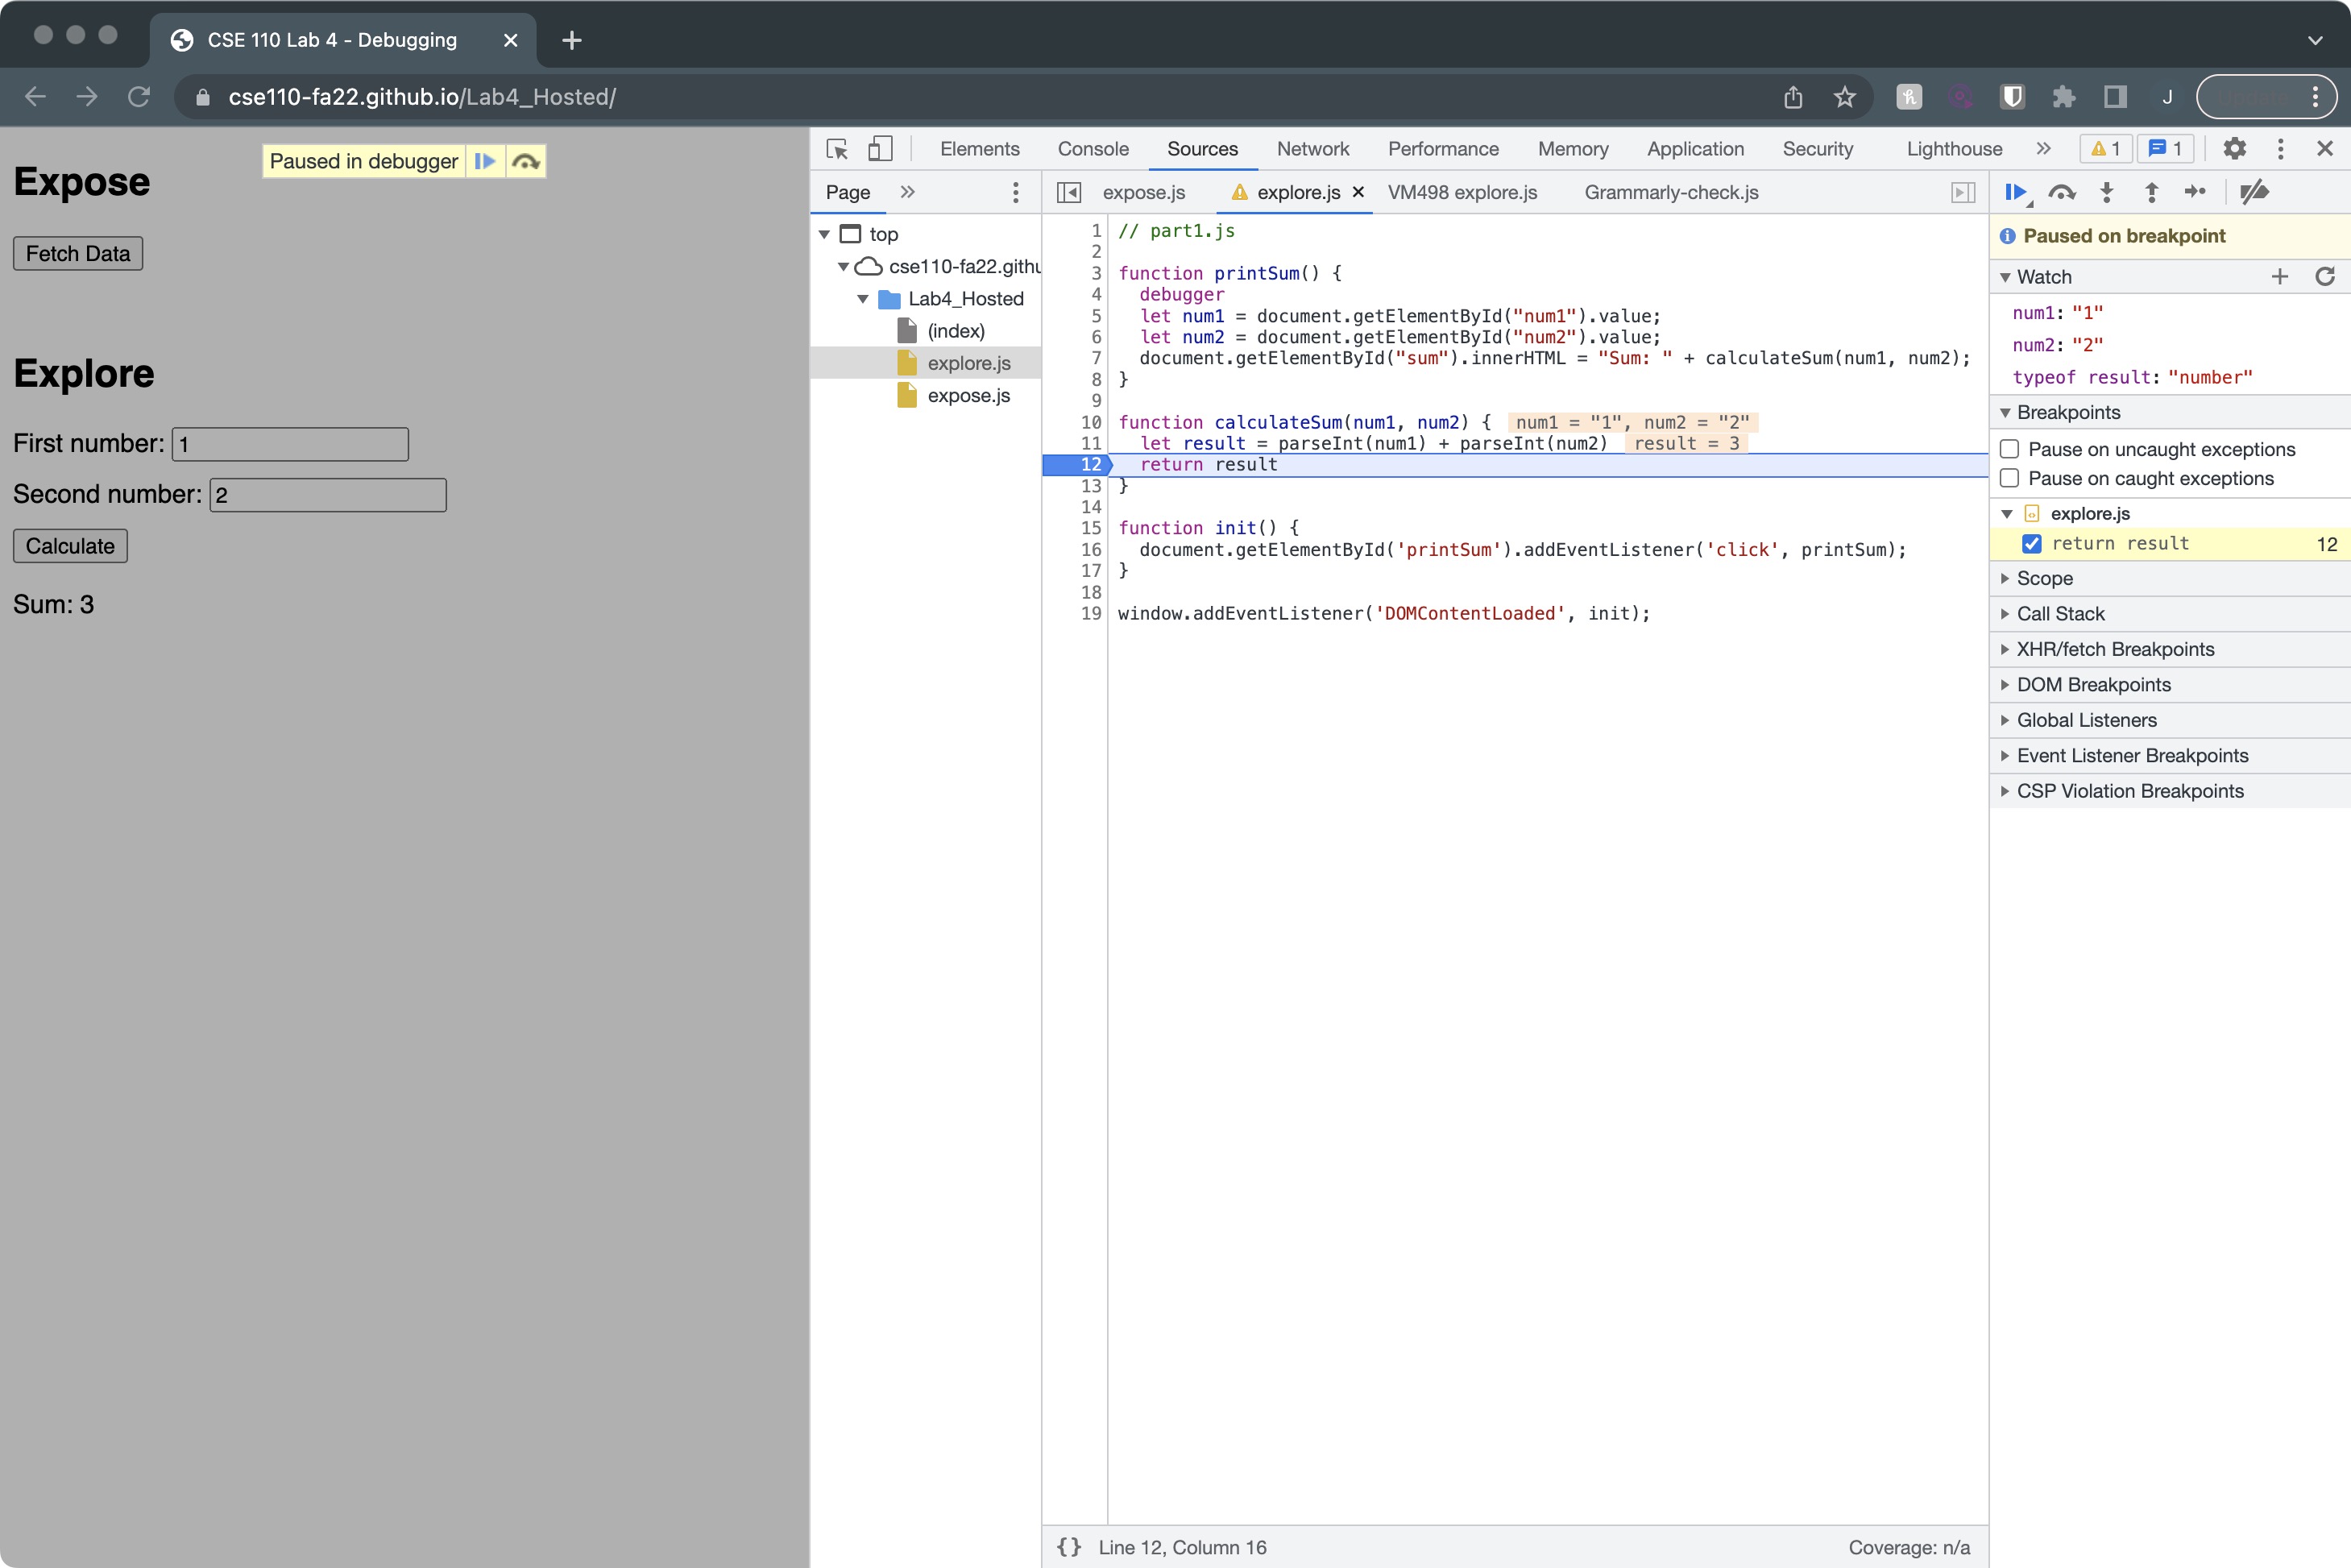 CSE 110 Lab 4 - Debugging
cse110-fa22.github.io/Lab4_Hosted/
J
Expose
Paused in debugger
Fetch Data
Explore
First number: 1
Second number: 2
Calculate
Sum: 3
Elements Console Sources Network Performance Memory Application Security Lighthouse 1 1
Page
top
cse110-fa22.githu
Lab4_Hosted
(index)
explore.js
expose.js
expose.js explore.js VM498 explore.js Grammarly-check.js
1 // part1.js
2
3 function printSum() {
4 debugger
5 let num1 = document.getElementById("num1").value;
6 let num2 = document.getElementById("num2").value;
7 document.getElementById("sum").innerHTML = "Sum: " + calculateSum(num1, num2);
8 }
9
10 function calculateSum(num1, num2) { num1 = "1", num2 = "2"
11 let result = parseInt(num1) + parseInt(num2) result = 3
12 return result
13 }
14
15 function init() {
16 document.getElementById('printSum').addEventListener('click', printSum);
17 }
18
19 window.addEventListener('DOMContentLoaded', init);
{} Line 12, Column 16
Coverage: n/a
Paused on breakpoint
Watch
num1: "1"
num2: "2"
typeof result: "number"
Breakpoints
Pause on uncaught exceptions
Pause on caught exceptions
explore.js
return result 12
Scope
Call Stack
XHR/fetch Breakpoints
DOM Breakpoints
Global Listeners
Event Listener Breakpoints
CSP Violation Breakpoints